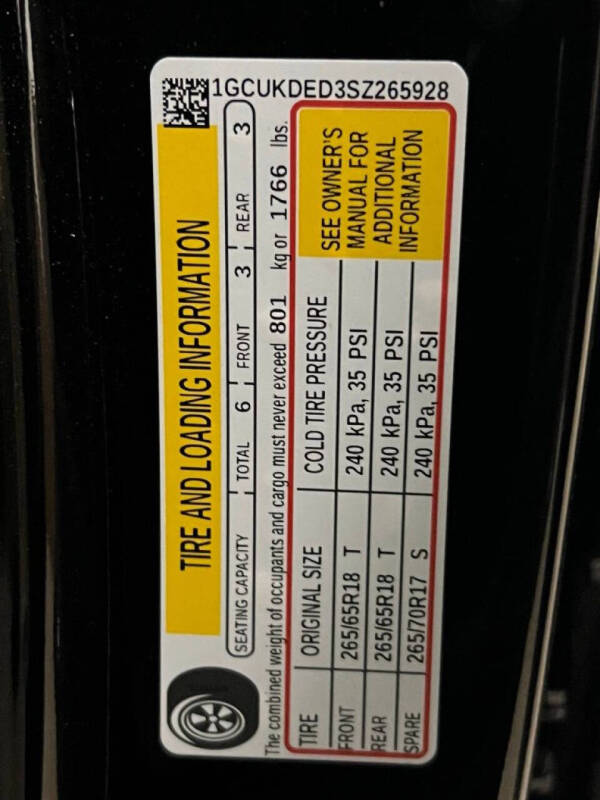 1GCUKDED3SZ265928
TIRE AND LOADING INFORMATION
SEATING CAPACITY TOTAL 6 FRONT 3 REAR 3
The combined weight of occupants and cargo must never exceed 801 kg or 1766 lbs.
TIRE ORIGINAL SIZE COLD TIRE PRESSURE
FRONT 265/65R18 T 240 kPa, 35 PSI
REAR 265/65R18 T 240 kPa, 35 PSI
SPARE 265/70R17 S 240 kPa, 35 PSI
SEE OWNER'S
MANUAL FOR
ADDITIONAL
INFORMATION